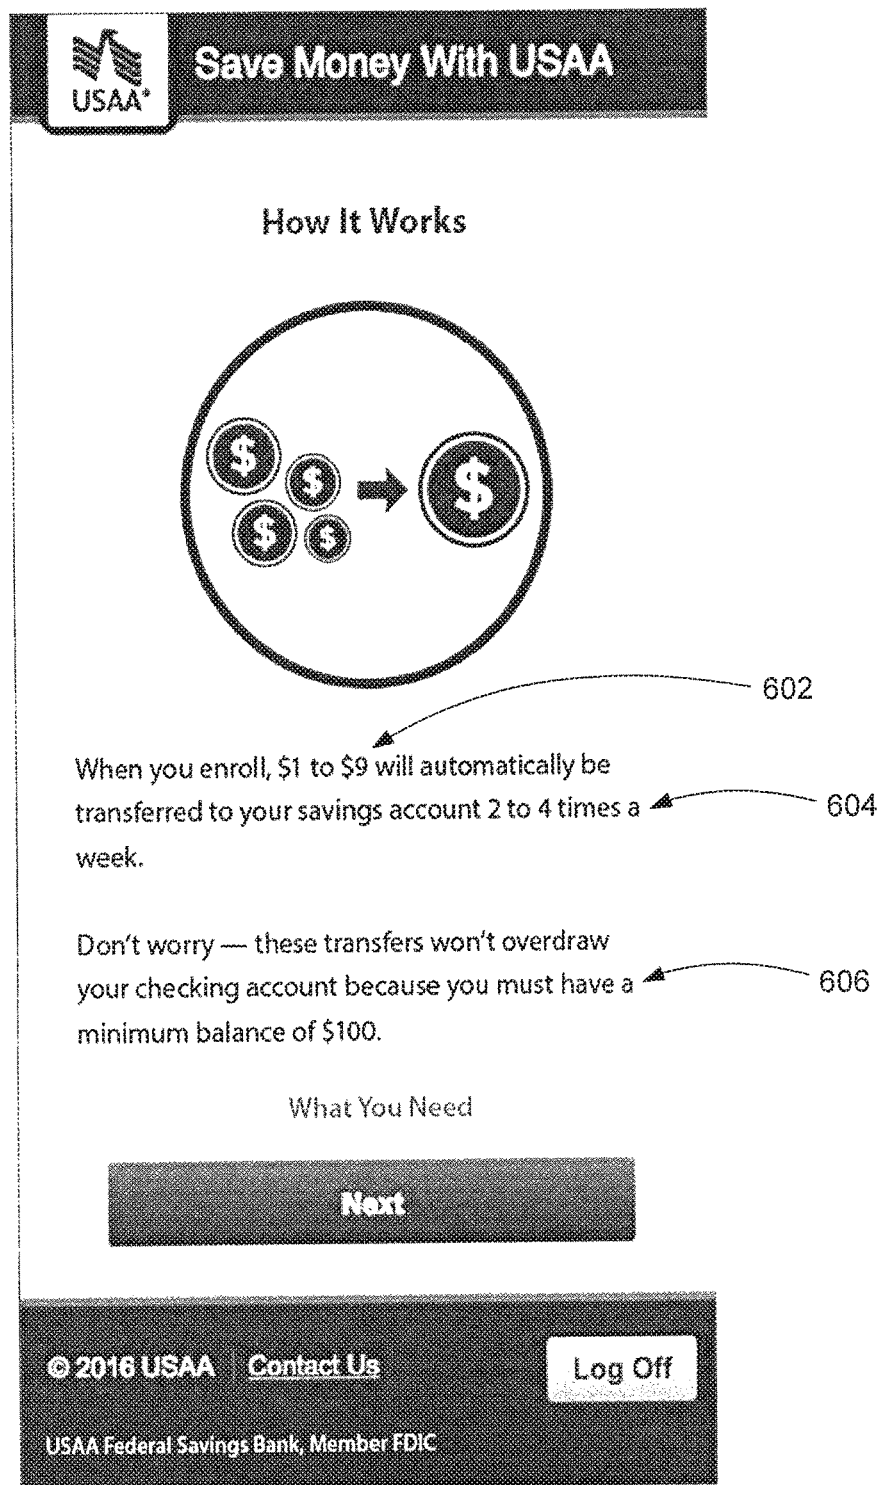 USAA®
Save Money With USAA
How It Works
$ $ $ $ $
602
When you enroll, $1 to $9 will automatically be
transferred to your savings account 2 to 4 times a
604
week.
Don't worry — these transfers won't overdraw
your checking account because you must have a
606
minimum balance of $100.
What You Need
Next
© 2016 USAA | Contact Us
Log Off
USAA Federal Savings Bank, Member FDIC